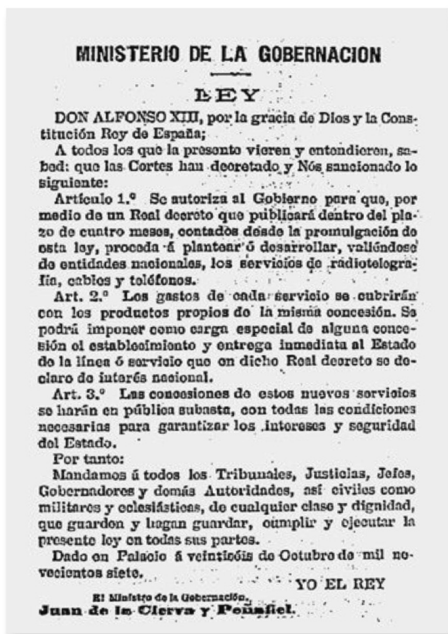 MINISTERIO DE LA GOBERNACION
LEY
DON ALFONSO XIII, por la gracia de Dios y la Cons-
titución Rey de España;
A todos los que la presente vieren y entendieren, sa-
bed: que las Cortes han decretado y Nós sancionado lo
siguiente:
Artículo 1.º Se autoriza al Gobierno para que, por
medio de un Real decreto que publicará dentro del pla-
zo de cuatro meses, contados desde la promulgación de
esta ley, proceda á plantear ó desarrollar, valiéndose
de entidades nacionales, los servicios de radiotelegra-
fía, cables y teléfonos.
Art. 2.º Los gastos de cada servicio se cubrirán
con los productos propios de la misma concesión. Se
podrá imponer como carga especial de alguna conce-
sión el establecimiento y entrega inmediata al Estado
de la línea ó servicio que en dicho Real decreto se de-
clare de interés nacional.
Art. 3.º Las concesiones de estos nuevos servicios
se harán en pública subasta, con todas las condiciones
necesarias para garantizar los intereses y seguridad
del Estado.
Por tanto:
Mandamos á todos los Tribunales, Justicias, Jefes,
Gobernadores y demás Autoridades, así civiles como
militares y eclesiásticas, de cualquier clase y dignidad,
que guarden y hagan guardar, cumplir y ejecutar la
presente ley en todas sus partes.
Dado en Palacio á veintiséis de Octubre de mil no-
vecientos siete.
YO EL REY
El Ministro de la Gobernación,
Juan de la Cierva y Peñafiel.